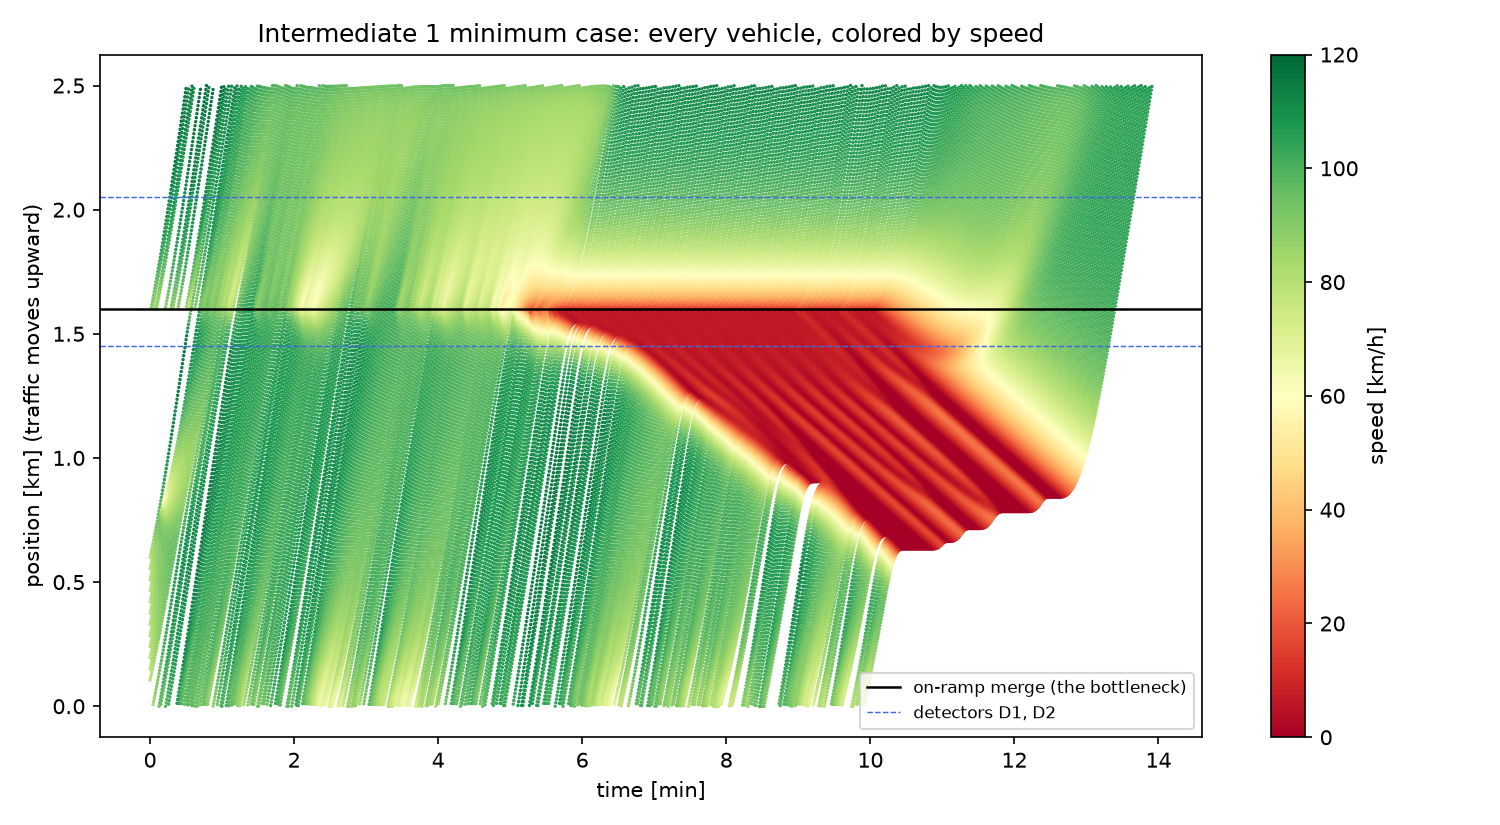 Intermediate 1 minimum case: every vehicle, colored by speed
position [km] (traffic moves upward)
2.5
2.0
1.5
1.0
0.5
0.0
0 2 4 6 8 10 12 14
time [min]
on-ramp merge (the bottleneck)
detectors D1, D2
120
100
80
60
40
20
0
speed [km/h]